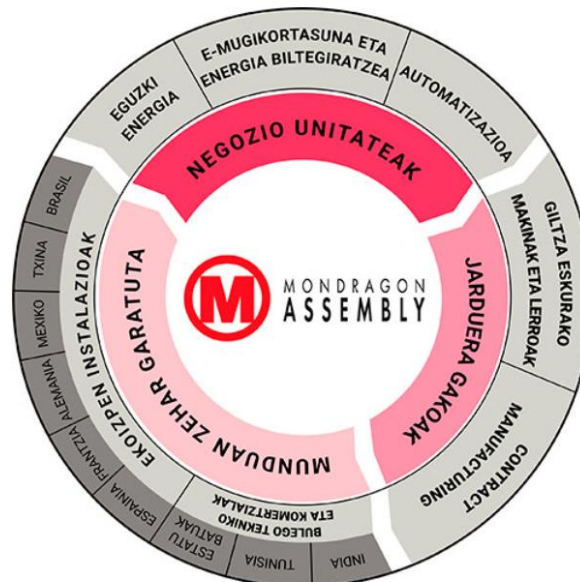 EGUZKI
ENERGIA
E-MUGIKORTASUNA ETA
ENERGIA BILTEGIRATZEA
AUTOMATIZAZIOA
NEGOZIO UNITATEAK
GILTZA ESKURAKO
MAKINAK ETA LERROAK
CONTRACT
MANUFACTURING
JARDUERA GAKOAK
M
MONDRAGON
ASSEMBLY
MUNDUAN ZEHAR GARATUTA
EKOIZPEN INSTALAZIOAK
BRASIL
TXINA
MEXIKO
ALEMANIA
FRANTZIA
ESPAINIA
BULEGO TEKNIKO
ETA KOMERTZIALAK
ESTATU
BATUAK
TUNISIA
INDIA